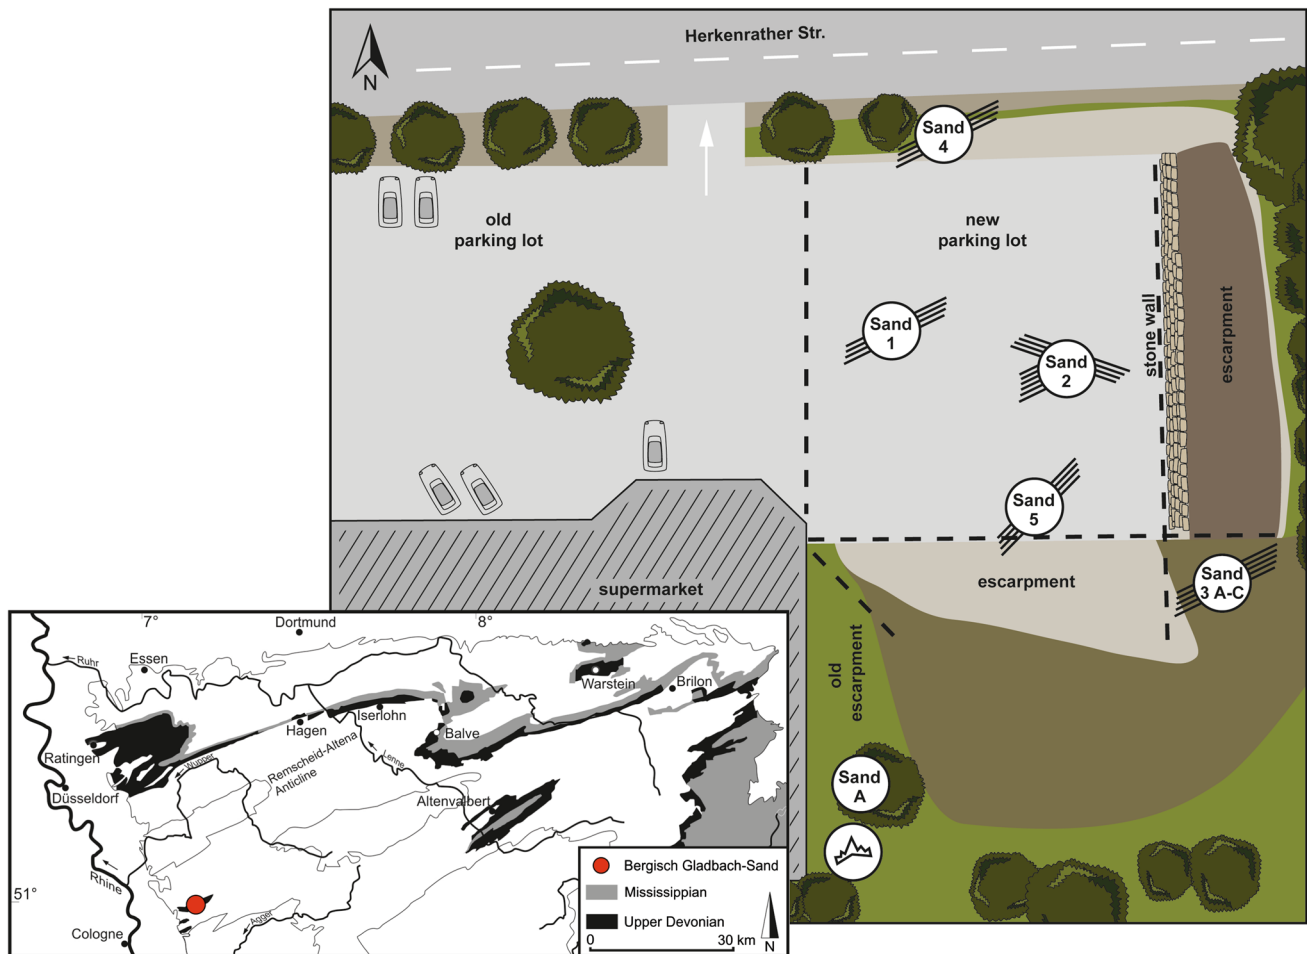 Herkenrather Str.
N
Sand
4
old
parking lot
new
parking lot
Sand
1
Sand
2
stone wall
escarpment
Sand
5
supermarket
escarpment
Sand
3 A-C
old
escarpment
Sand
A
7°
8°
Dortmund
Ruhr
Essen
Warstein
Brilon
Iserlohn
Hagen
Balve
Ratingen
Wupper
Remscheid-Altena
Anticline
Lenne
Düsseldorf
Altenvalbert
Rhine
51°
Agger
Cologne
Bergisch Gladbach-Sand
Mississippian
Upper Devonian
0
30 km
N